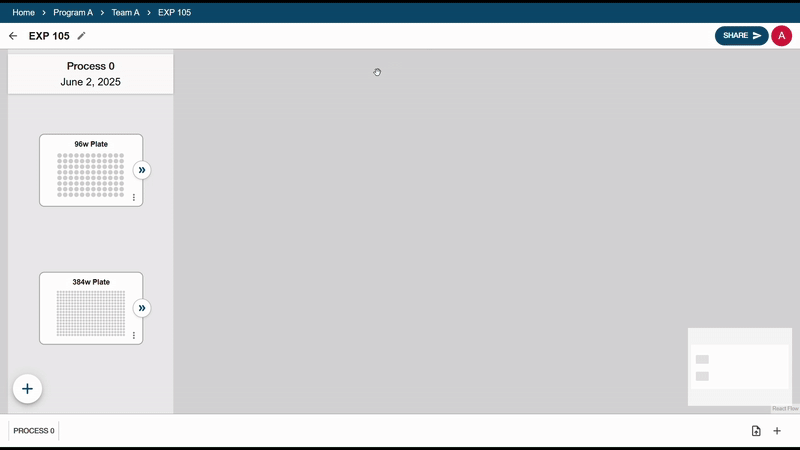 Home > Program A > Team A > EXP 105
← EXP 105
SHARE
A
Process 0
June 2, 2025
96w Plate
»
384w Plate
»
+
React Flow
PROCESS 0
+